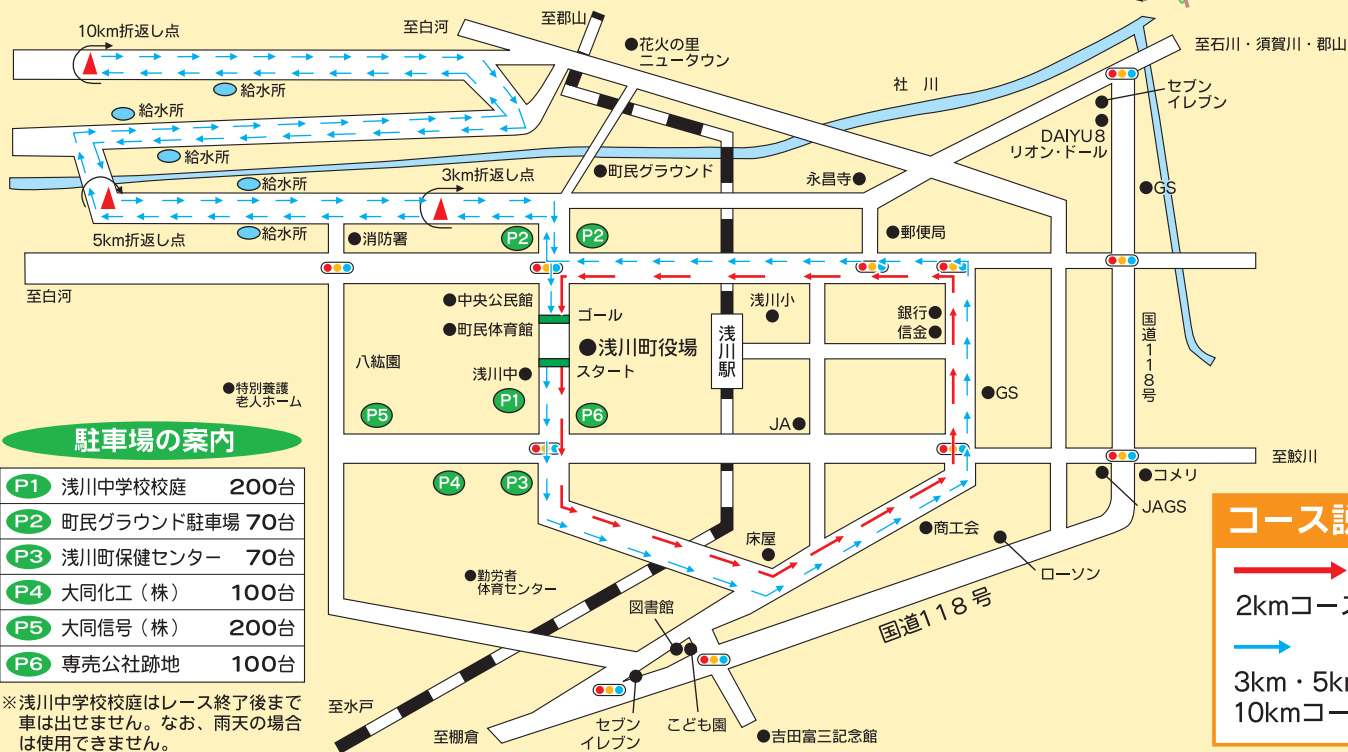 10km折返し点
至白河
至郡山
花火の里
ニュータウン
至石川・須賀川・郡山
社川
セブン
イレブン
DAIYU8
リオン・ドール
給水所
給水所
給水所
給水所
給水所
3km折返し点
町民グラウンド
永昌寺
GS
5km折返し点
消防署
P2
P2
郵便局
至白河
中央公民館
町民体育館
ゴール
浅川町役場
スタート
浅川駅
浅川小
銀行
信金
国道118号
八紘園
浅川中
特別養護
老人ホーム
P5
P1
P6
GS
JA
至鮫川
P4
P3
コメリ
JAGS
床屋
商工会
ローソン
勤労者
体育センター
図書館
国道118号
至水戸
至棚倉
セブン
イレブン
こども園
吉田富三記念館
駐車場の案内
P1 浅川中学校校庭 200台
P2 町民グラウンド駐車場 70台
P3 浅川町保健センター 70台
P4 大同化工（株） 100台
P5 大同信号（株） 200台
P6 専売公社跡地 100台
※浅川中学校校庭はレース終了後まで
車は出せません。なお、雨天の場合
は使用できません。
コース説
2kmコース
3km・5km
10kmコー